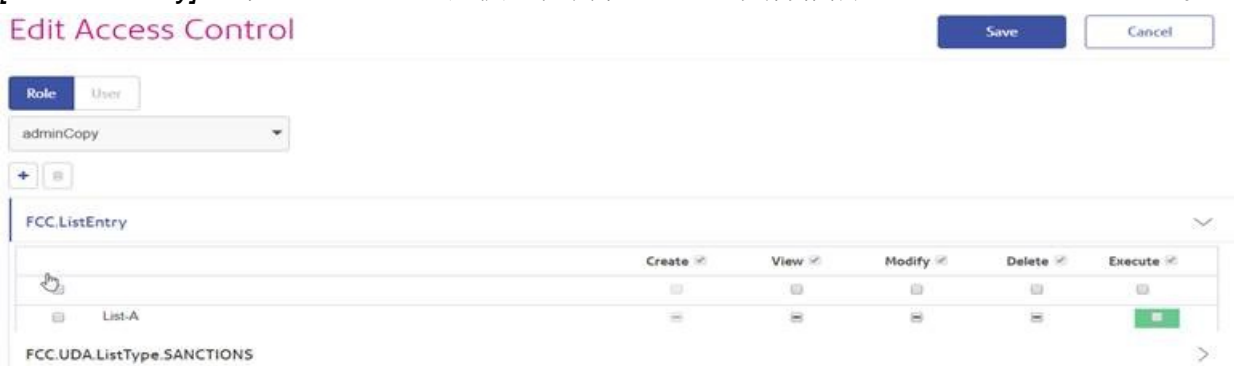 Edit Access Control
Save
Cancel
Role
User
adminCopy
+
FCC.ListEntry
Create View Modify Delete Execute
List-A
FCC.UDA.ListType.SANCTIONS